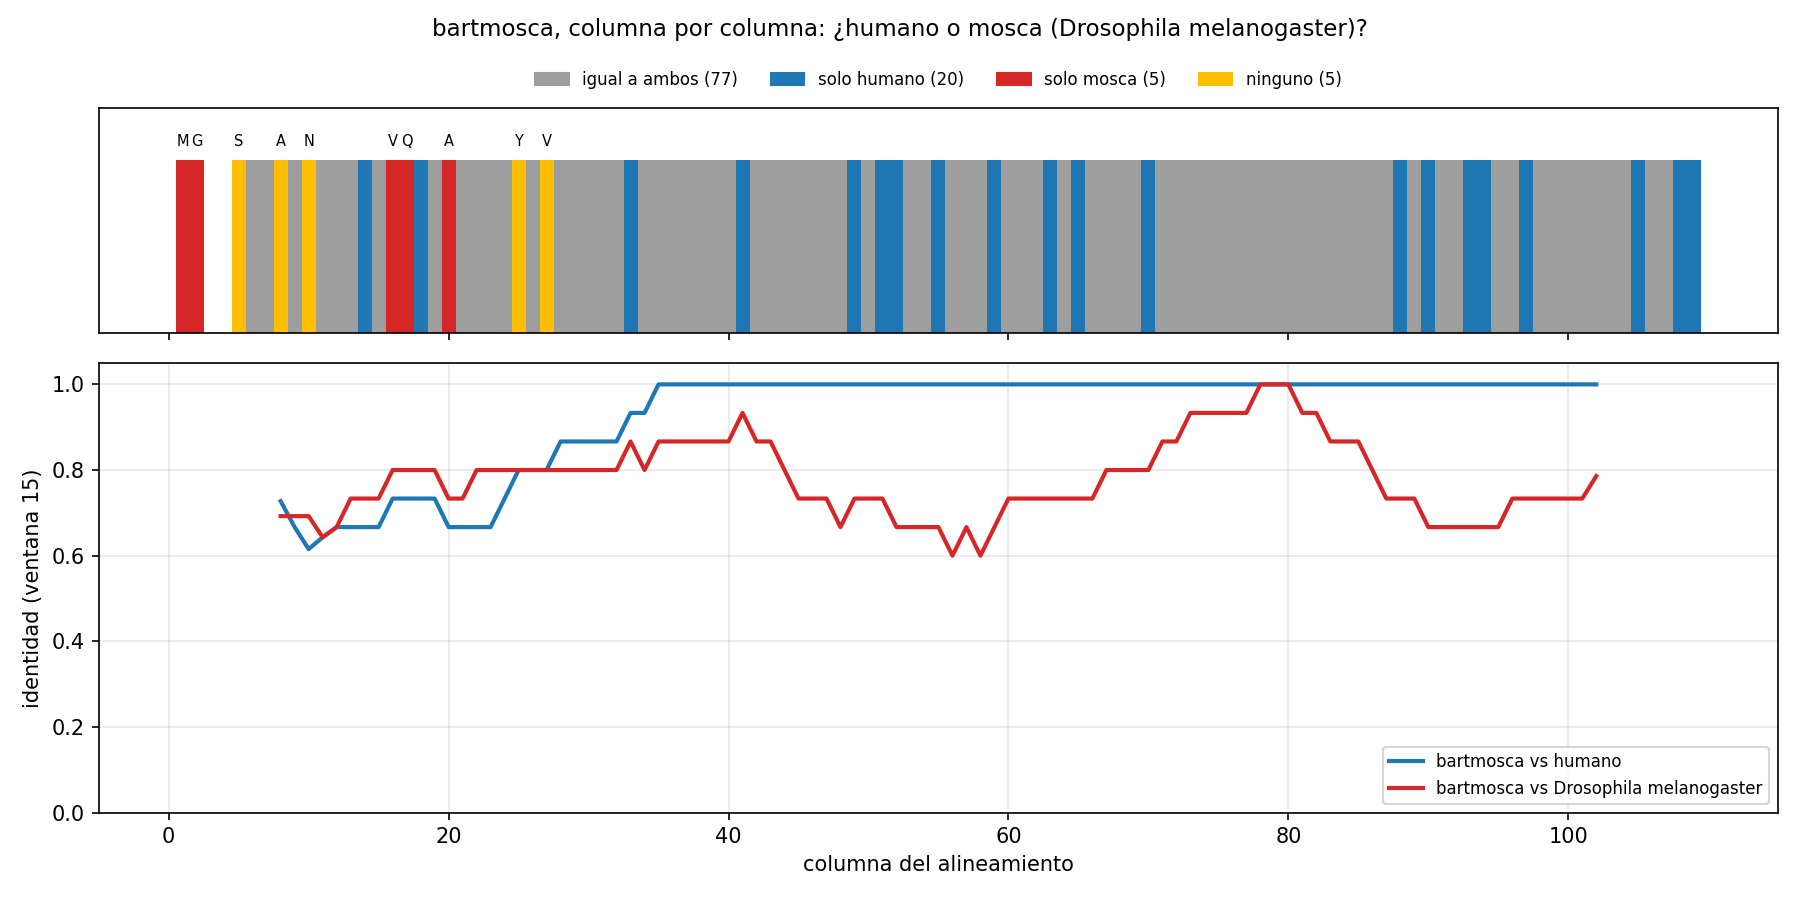 bartmosca, columna por columna: ¿humano o mosca (Drosophila melanogaster)?
igual a ambos (77) solo humano (20) solo mosca (5) ninguno (5)
M G S A N V Q A Y V
1.0
0.8
0.6
0.4
0.2
0.0
identidad (ventana 15)
bartmosca vs humano
bartmosca vs Drosophila melanogaster
0 20 40 60 80 100
columna del alineamiento